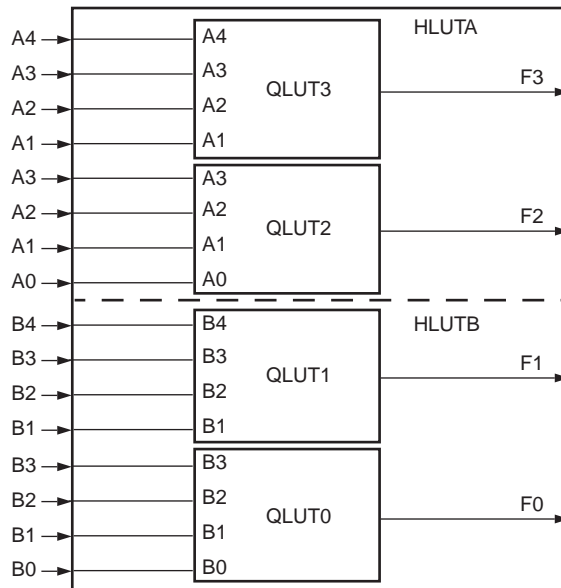 HLUTA
A4 A4
A3 A3
QLUT3 F3
A2 A2
A1 A1
A3 A3
A2 A2
QLUT2 F2
A1 A1
A0 A0
HLUTB
B4 B4
B3 B3
QLUT1 F1
B2 B2
B1 B1
B3 B3
B2 B2
QLUT0 F0
B1 B1
B0 B0